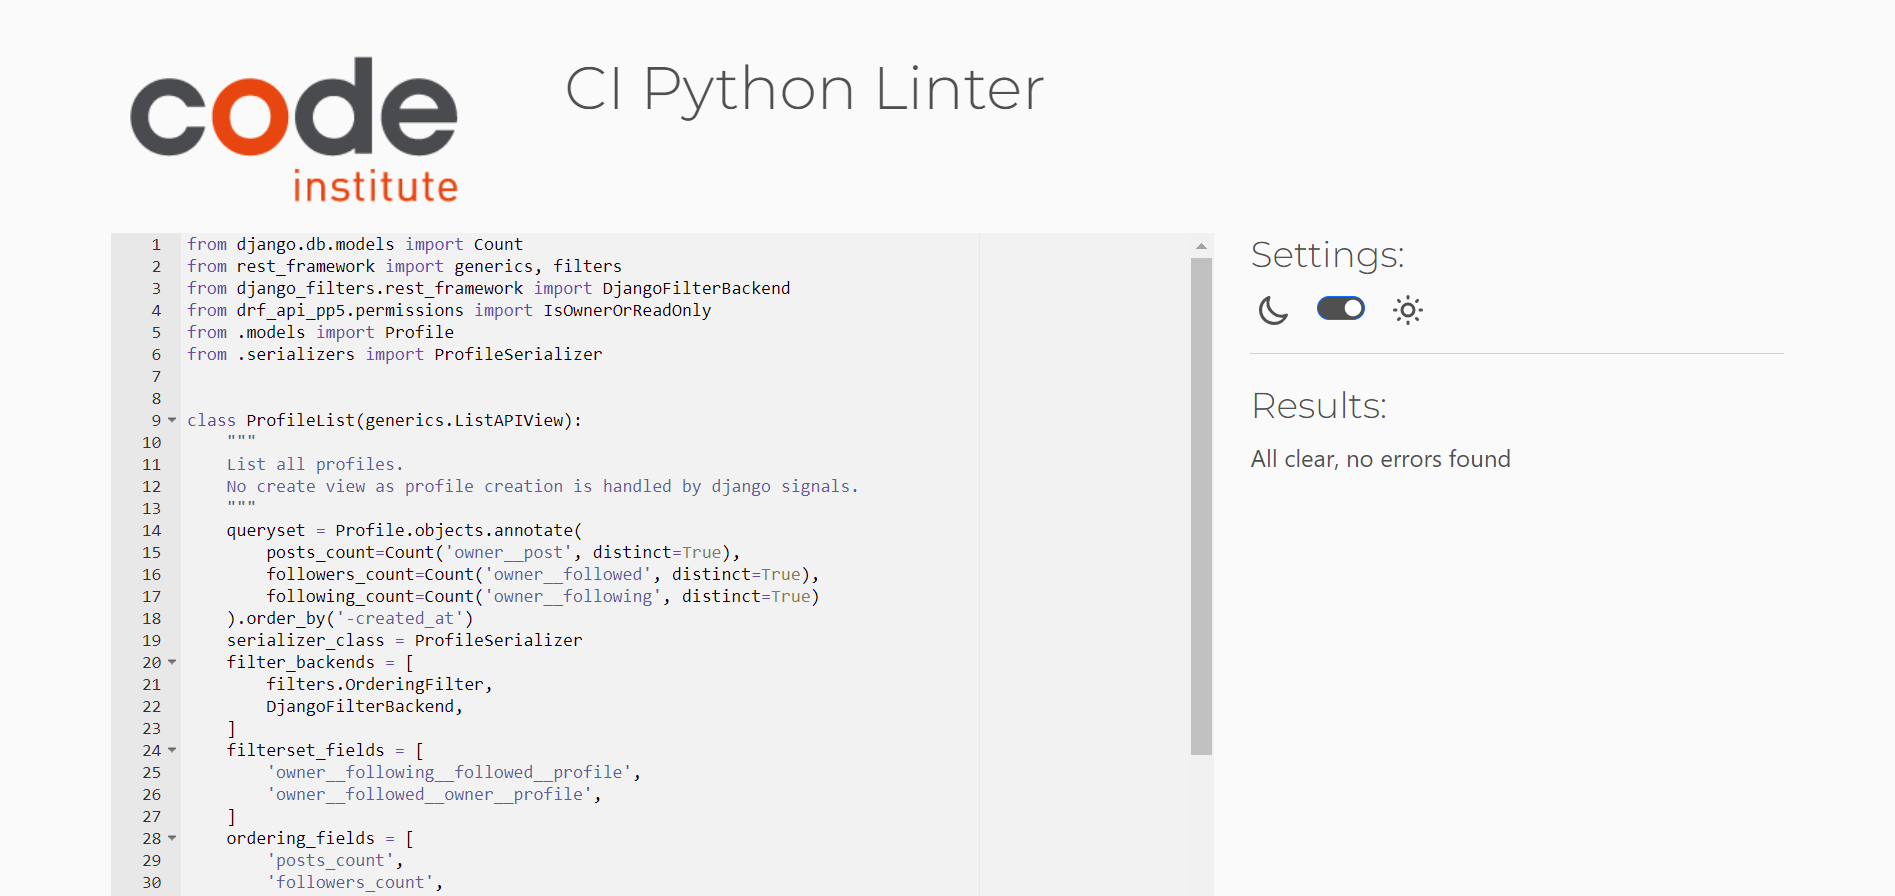 code
institute
CI Python Linter
1 from django.db.models import Count
2 from rest_framework import generics, filters
3 from django_filters.rest_framework import DjangoFilterBackend
4 from drf_api_pp5.permissions import IsOwnerOrReadOnly
5 from .models import Profile
6 from .serializers import ProfileSerializer
7
8
9 class ProfileList(generics.ListAPIView):
10     """
11     List all profiles.
12     No create view as profile creation is handled by django signals.
13     """
14     queryset = Profile.objects.annotate(
15         posts_count=Count('owner__post', distinct=True),
16         followers_count=Count('owner__followed', distinct=True),
17         following_count=Count('owner__following', distinct=True)
18     ).order_by('-created_at')
19     serializer_class = ProfileSerializer
20     filter_backends = [
21         filters.OrderingFilter,
22         DjangoFilterBackend,
23     ]
24     filterset_fields = [
25         'owner__following__followed__profile',
26         'owner__followed__owner__profile',
27     ]
28     ordering_fields = [
29         'posts_count',
30         'followers_count',
Settings:
Results:
All clear, no errors found